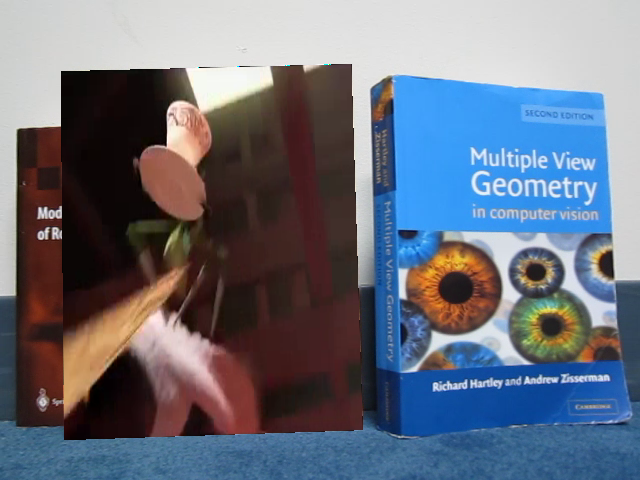 Mod
of Ro
Hartley and
Zisserman
Multiple View Geometry
SECOND EDITION
Multiple View
Geometry
in computer vision
Richard Hartley and Andrew Zisserman
CAMBRIDGE